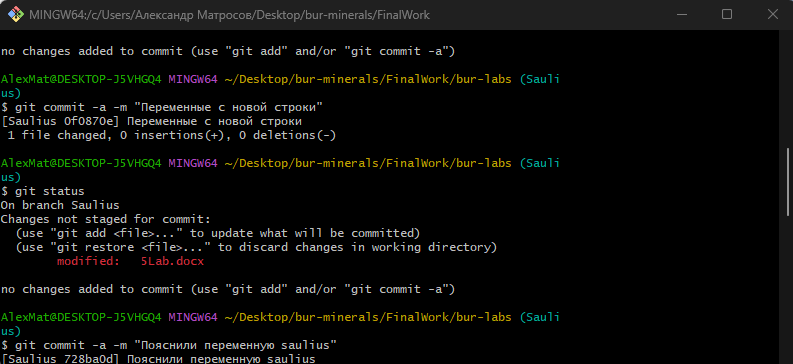 MINGW64:/c/Users/Александр Матросов/Desktop/bur-minerals/FinalWork
no changes added to commit (use "git add" and/or "git commit -a")
AlexMat@DESKTOP-J5VHGQ4 MINGW64 ~/Desktop/bur-minerals/FinalWork/bur-labs (Sauli
us)
$ git commit -a -m "Переменные с новой строки"
[Saulius 0f0870e] Переменные с новой строки
1 file changed, 0 insertions(+), 0 deletions(-)
AlexMat@DESKTOP-J5VHGQ4 MINGW64 ~/Desktop/bur-minerals/FinalWork/bur-labs (Sauli
us)
$ git status
On branch Saulius
Changes not staged for commit:
(use "git add <file>..." to update what will be committed)
(use "git restore <file>..." to discard changes in working directory)
modified:   5Lab.docx
no changes added to commit (use "git add" and/or "git commit -a")
AlexMat@DESKTOP-J5VHGQ4 MINGW64 ~/Desktop/bur-minerals/FinalWork/bur-labs (Sauli
us)
$ git commit -a -m "Пояснили переменную saulius"
[Saulius 728ba0d] Пояснили переменную saulius